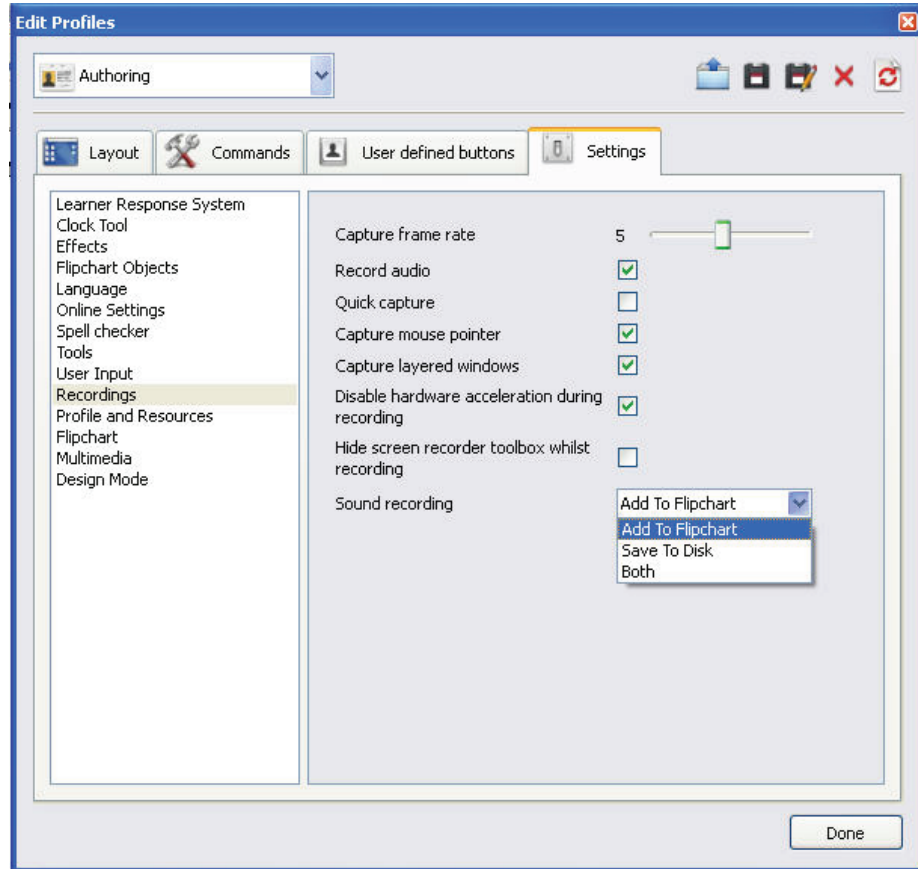 Edit Profiles
Authoring
Layout
Commands
User defined buttons
Settings
Learner Response System
Clock Tool
Effects
Flipchart Objects
Language
Online Settings
Spell checker
Tools
User Input
Recordings
Profile and Resources
Flipchart
Multimedia
Design Mode
Capture frame rate 5
Record audio
Quick capture
Capture mouse pointer
Capture layered windows
Disable hardware acceleration during
recording
Hide screen recorder toolbox whilst
recording
Sound recording Add To Flipchart
Add To Flipchart
Save To Disk
Both
Done